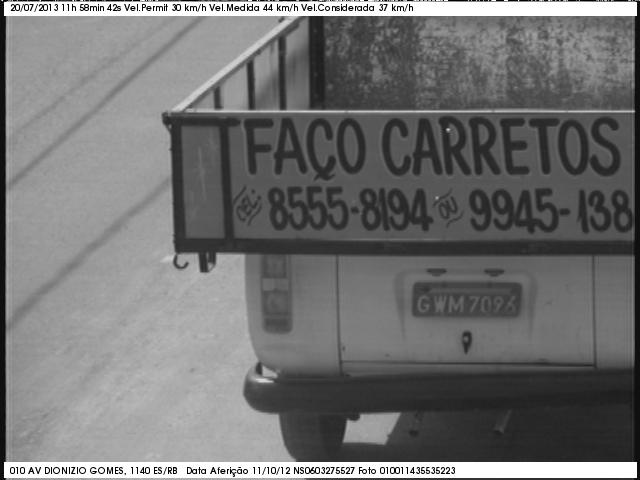 20/07/2013 11h 58min 42s Vel.Permit 30 km/h Vel.Medida 44 km/h Vel.Considerada 37 km/h
FAÇO CARRETOS
CEL: 8555-8194 OU 9945-138
GWM 7096
010 AV DIONIZIO GOMES, 1140 ES/RB Data Aferição 11/10/12 NS0603275527 Foto 010011435535223